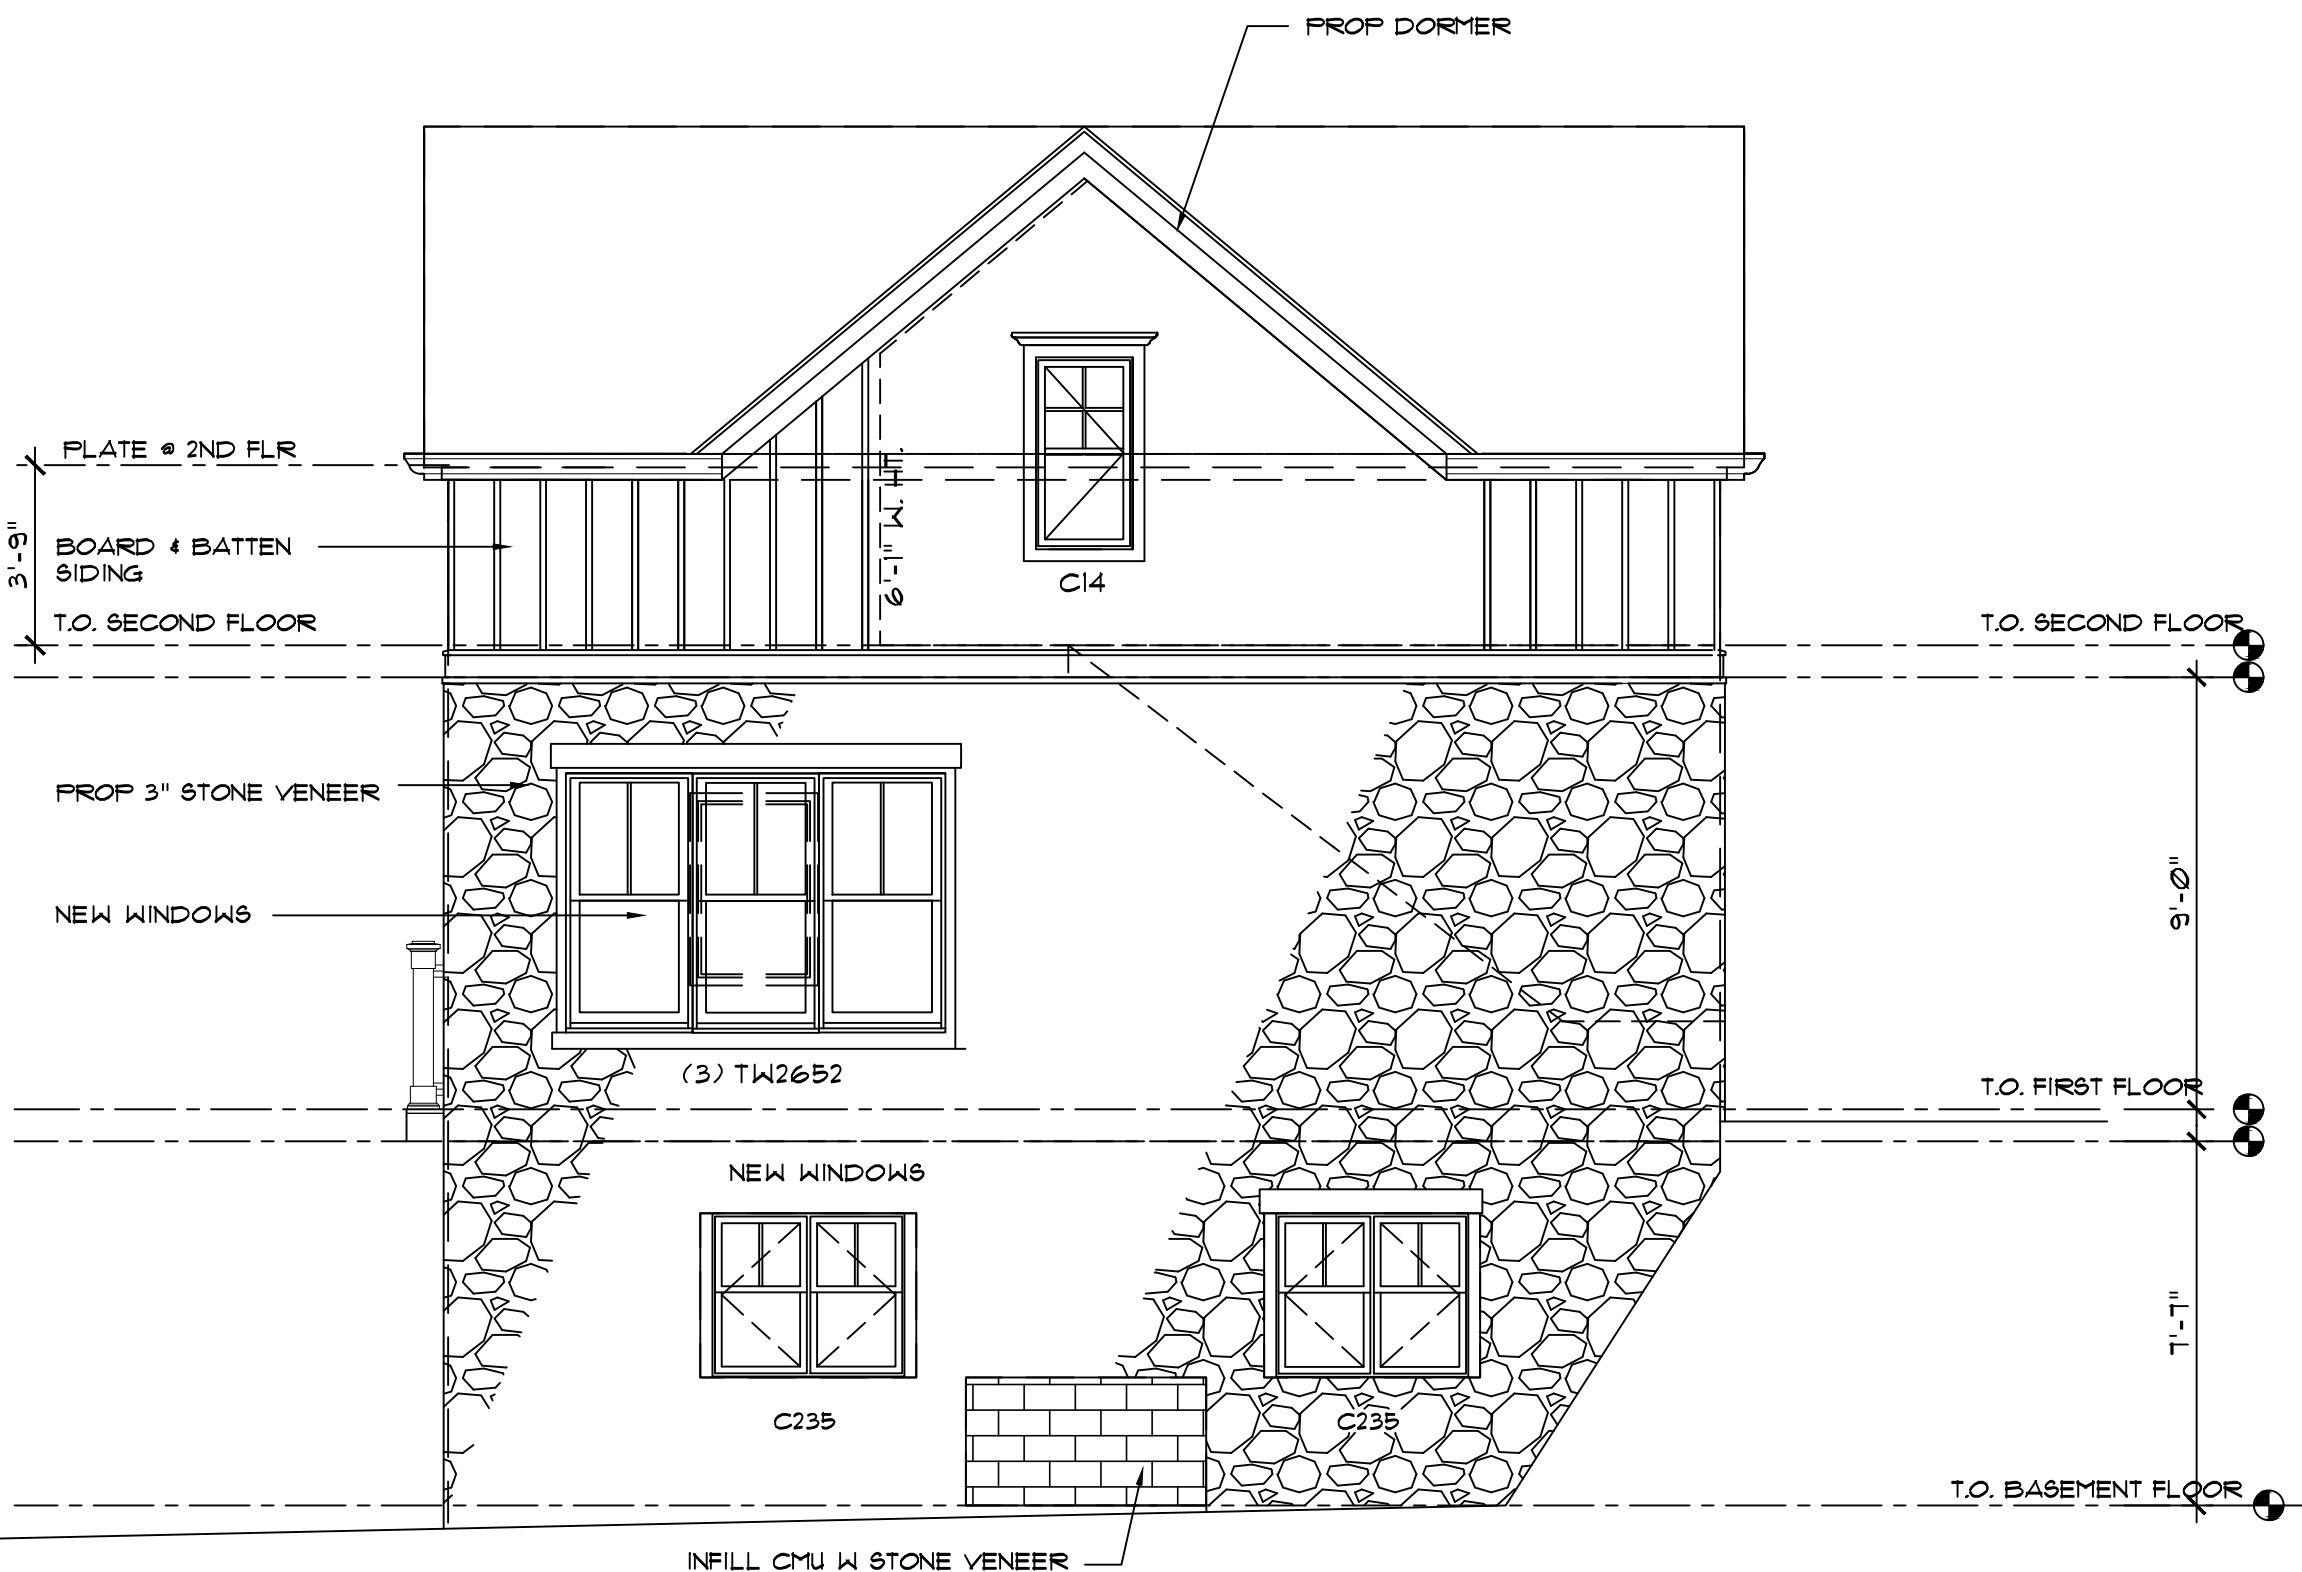 PROP DORMER
PLATE @ 2ND FLR
3'-9"
BOARD & BATTEN
SIDING
6'-1" M. HT.
C14
T.O. SECOND FLOOR
T.O. SECOND FLOOR
PROP 3" STONE VENEER
9'-0"
NEW WINDOWS
(3) TW2652
T.O. FIRST FLOOR
NEW WINDOWS
7'-7"
C235
C235
T.O. BASEMENT FLOOR
INFILL CMU W STONE VENEER